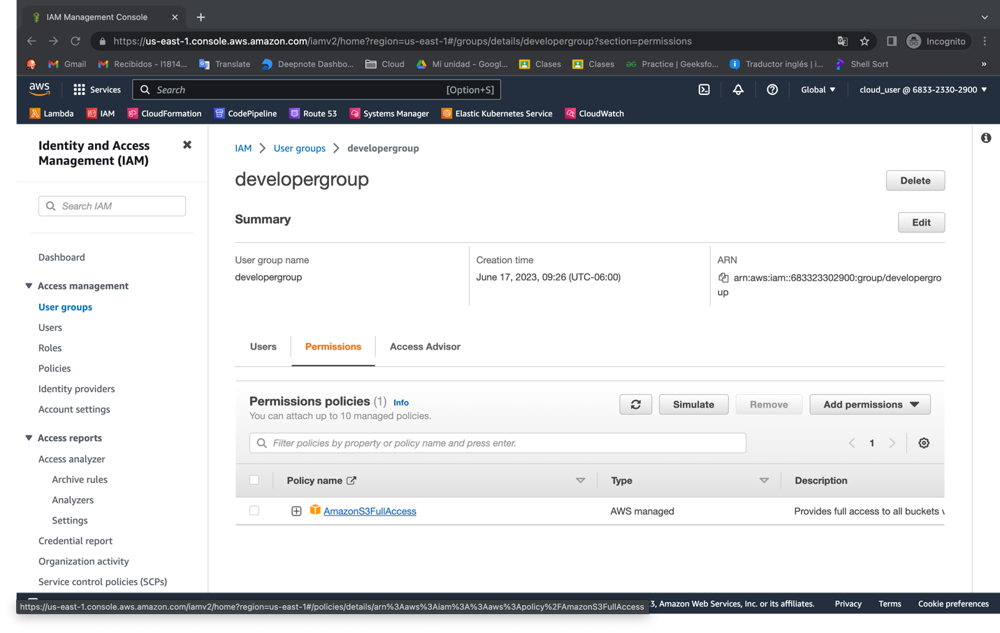 IAM Management Console
https://us-east-1.console.aws.amazon.com/iamv2/home?region=us-east-1#/groups/details/developergroup?section=permissions
Incognito
Gmail
Recibidos - l1814...
Translate
Deepnote Dashbo...
Cloud
Mi unidad - Googl...
Clases
Clases
Practice | Geeksfo...
Traductor inglés | i...
Shell Sort
»
aws
Services
Search
[Option+S]
Global
cloud_user @ 6833-2330-2900
Lambda
IAM
CloudFormation
CodePipeline
Route 53
Systems Manager
Elastic Kubernetes Service
CloudWatch
Identity and Access
Management (IAM)
Search IAM
Dashboard
Access management
User groups
Users
Roles
Policies
Identity providers
Account settings
Access reports
Access analyzer
Archive rules
Analyzers
Settings
Credential report
Organization activity
Service control policies (SCPs)
IAM > User groups > developergroup
developergroup
Delete
Summary
Edit
User group name
developergroup
Creation time
June 17, 2023, 09:26 (UTC-06:00)
ARN
arn:aws:iam::683323302900:group/developergro
up
Users
Permissions
Access Advisor
Permissions policies (1) Info
You can attach up to 10 managed policies.
Simulate
Remove
Add permissions
Filter policies by property or policy name and press enter.
1
Policy name
Type
Description
AmazonS3FullAccess
AWS managed
Provides full access to all buckets v
https://us-east-1.console.aws.amazon.com/iamv2/home?region=us-east-1#/policies/details/arn%3Aaws%3Aiam%3A%3Aaws%3Apolicy%2FAmazonS3FullAccess
3, Amazon Web Services, Inc. or its affiliates.
Privacy
Terms
Cookie preferences